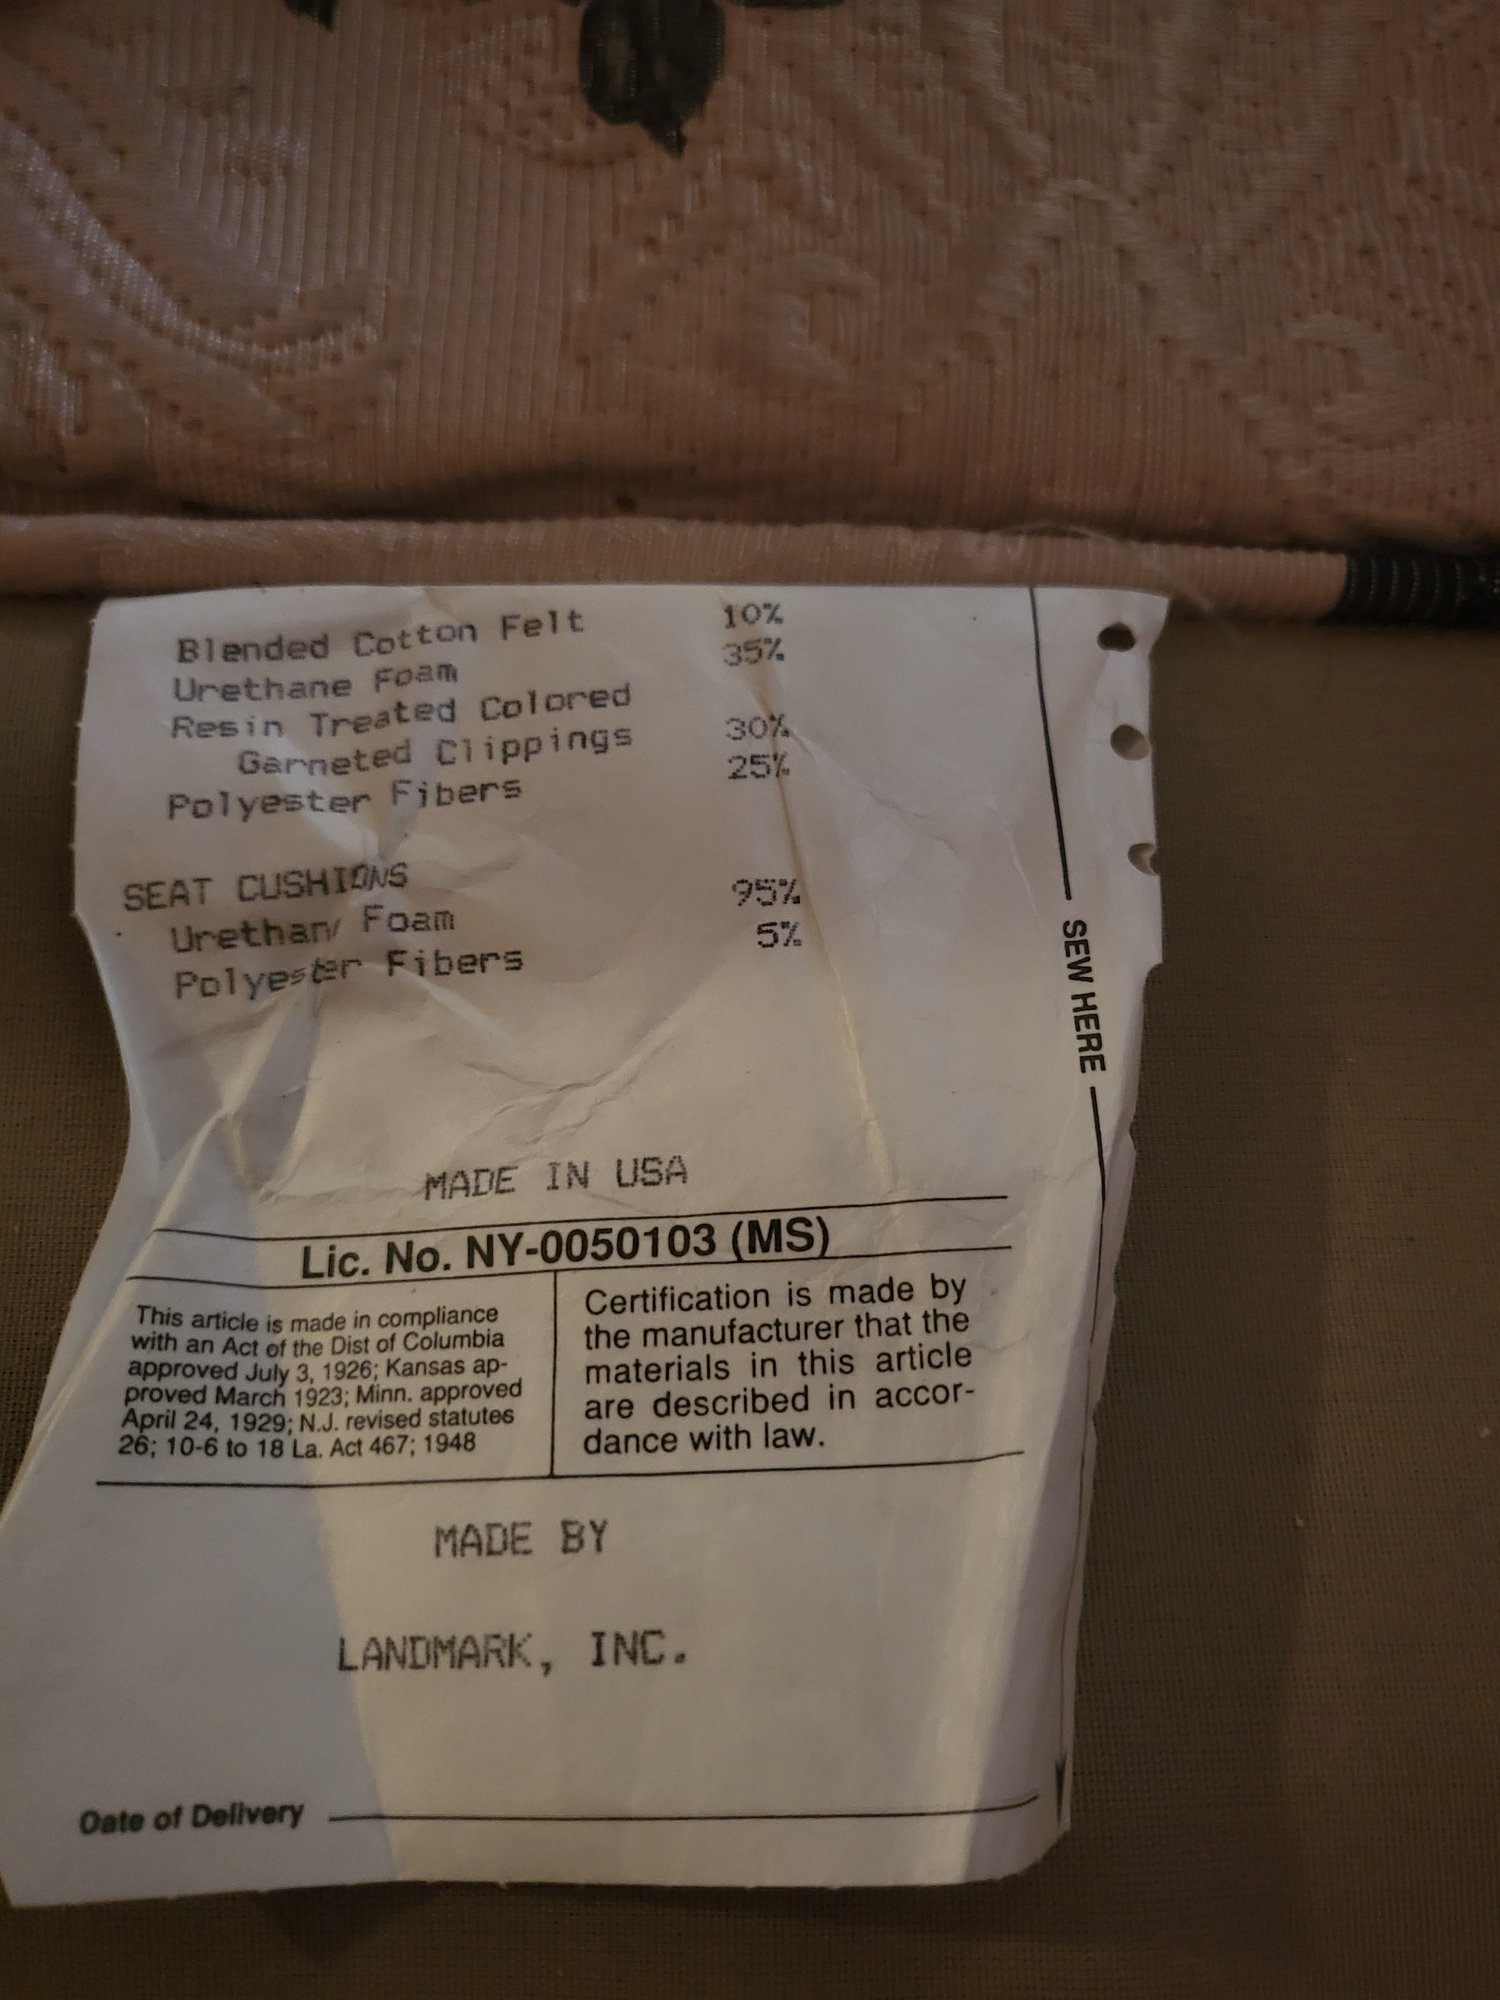 Blended Cotton Felt 10%
Urethane Foam 35%
Resin Treated Colored
Garneted Clippings 30%
Polyester Fibers 25%
SEAT CUSHIONS
Urethan Foam 95%
Polyester Fibers 5%
SEW HERE
MADE IN USA
Lic. No. NY-0050103 (MS)
This article is made in compliance
with an Act of the Dist of Columbia
approved July 3, 1926; Kansas ap-
proved March 1923; Minn. approved
April 24, 1929; N.J. revised statutes
26; 10-6 to 18 La. Act 467; 1948
Certification is made by
the manufacturer that the
materials in this article
are described in accor-
dance with law.
MADE BY
LANDMARK, INC.
Date of Delivery